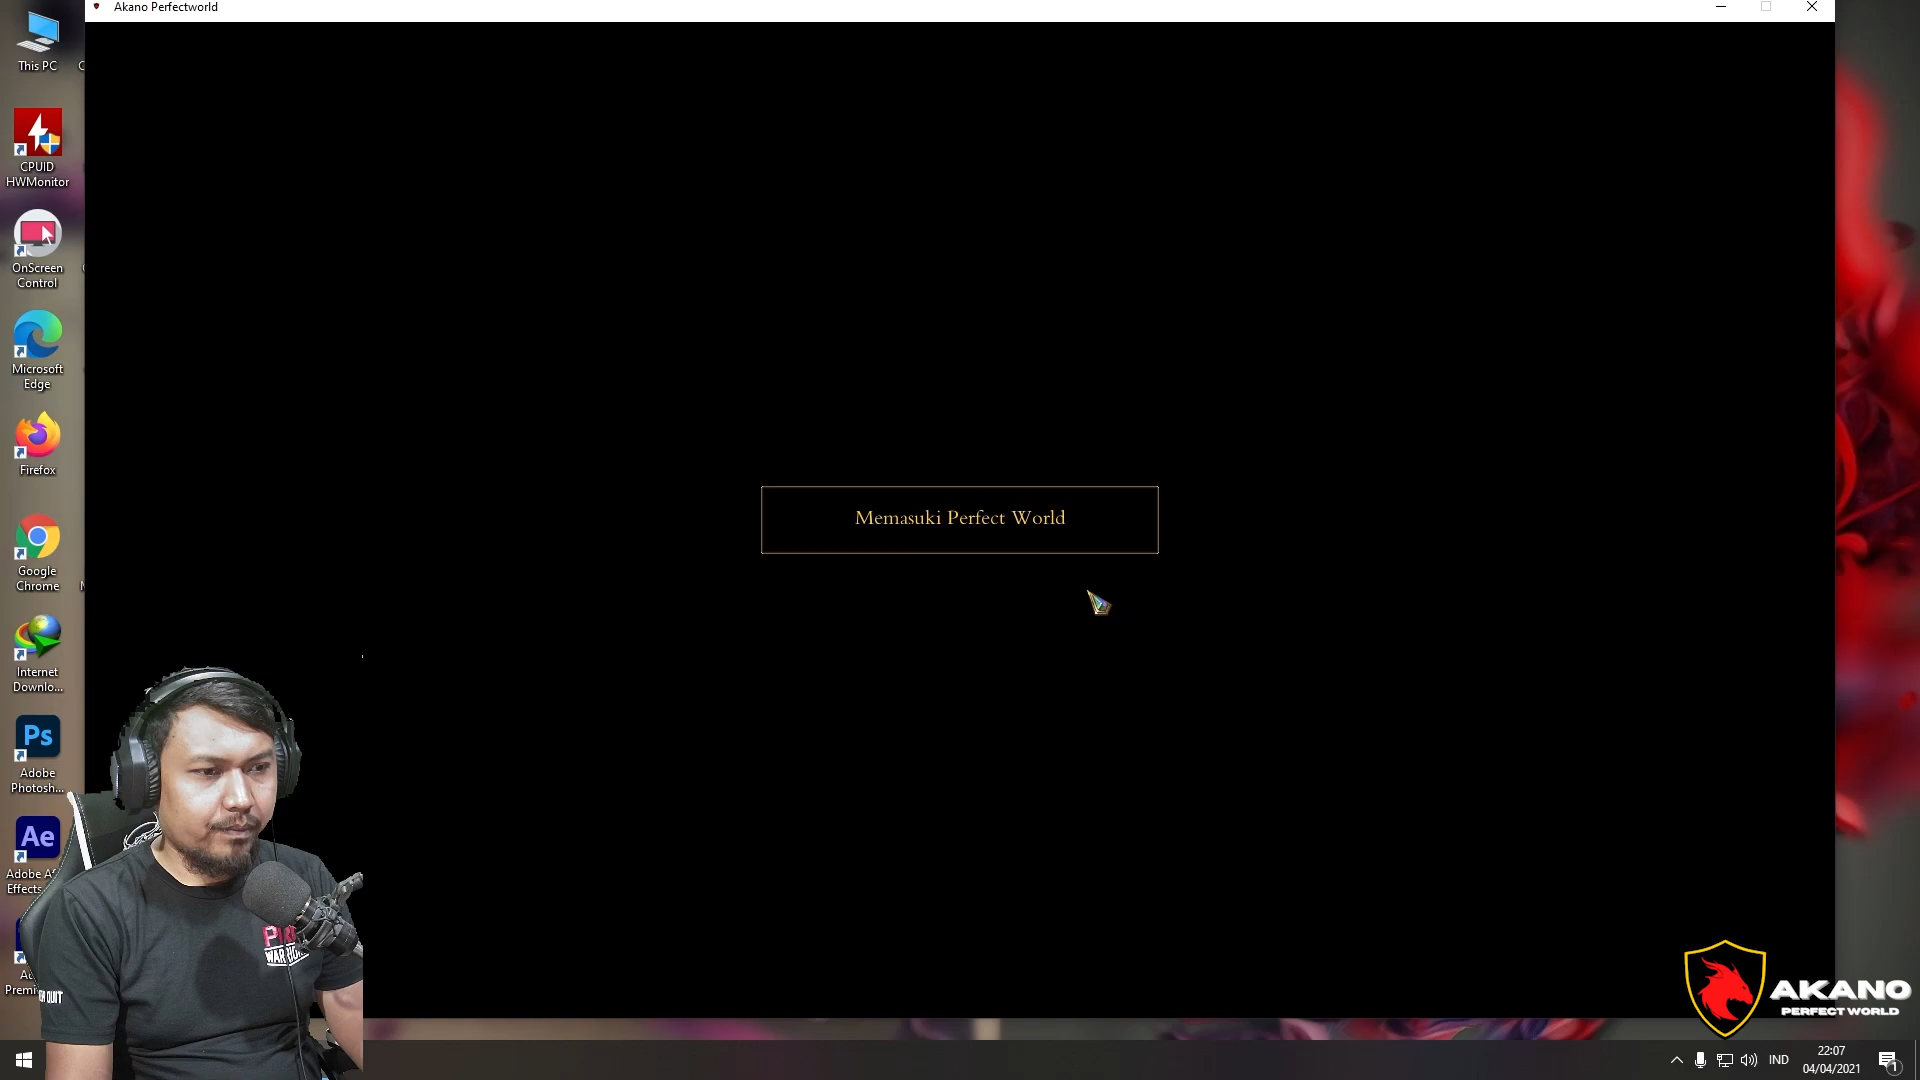 Akano Perfectworld
This PC
CPUID
HWMonitor
OnScreen
Control
Microsoft
Edge
Firefox
Google
Chrome
Internet
Downlo...
Ps
Adobe
Photosh...
Ae
Memasuki Perfect World
AKANO
PERFECT WORLD
IND
22:07
04/04/2021
1